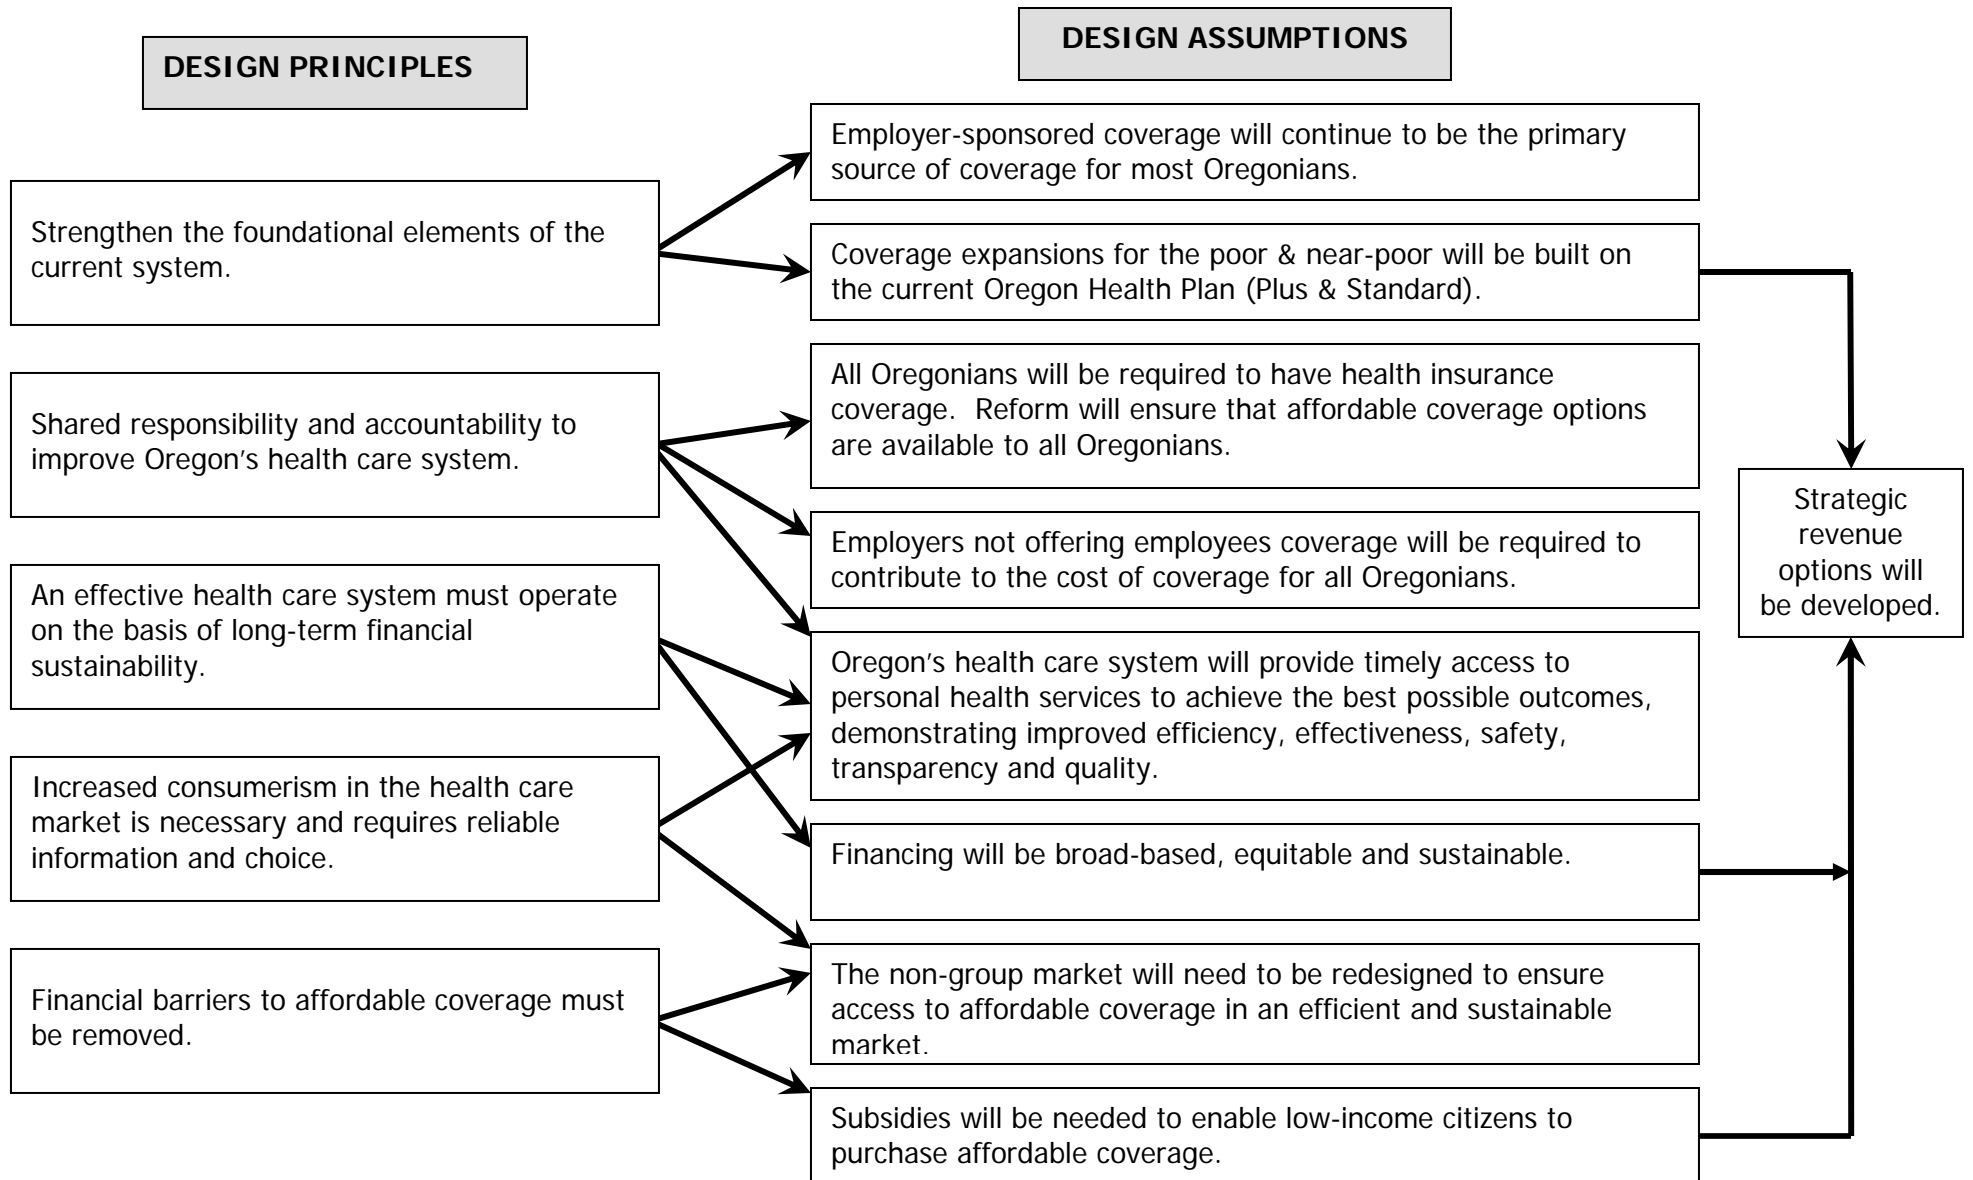 DESIGN PRINCIPLES
Strengthen the foundational elements of the
current system.
Shared responsibility and accountability to
improve Oregon's health care system.
An effective health care system must operate
on the basis of long-term financial
sustainability.
Increased consumerism in the health care
market is necessary and requires reliable
information and choice.
Financial barriers to affordable coverage must
be removed.
DESIGN ASSUMPTIONS
Employer-sponsored coverage will continue to be the primary
source of coverage for most Oregonians.
Coverage expansions for the poor & near-poor will be built on
the current Oregon Health Plan (Plus & Standard).
All Oregonians will be required to have health insurance
coverage.  Reform will ensure that affordable coverage options
are available to all Oregonians.
Employers not offering employees coverage will be required to
contribute to the cost of coverage for all Oregonians.
Oregon's health care system will provide timely access to
personal health services to achieve the best possible outcomes,
demonstrating improved efficiency, effectiveness, safety,
transparency and quality.
Financing will be broad-based, equitable and sustainable.
The non-group market will need to be redesigned to ensure
access to affordable coverage in an efficient and sustainable
market.
Subsidies will be needed to enable low-income citizens to
purchase affordable coverage.
Strategic
revenue
options will
be developed.